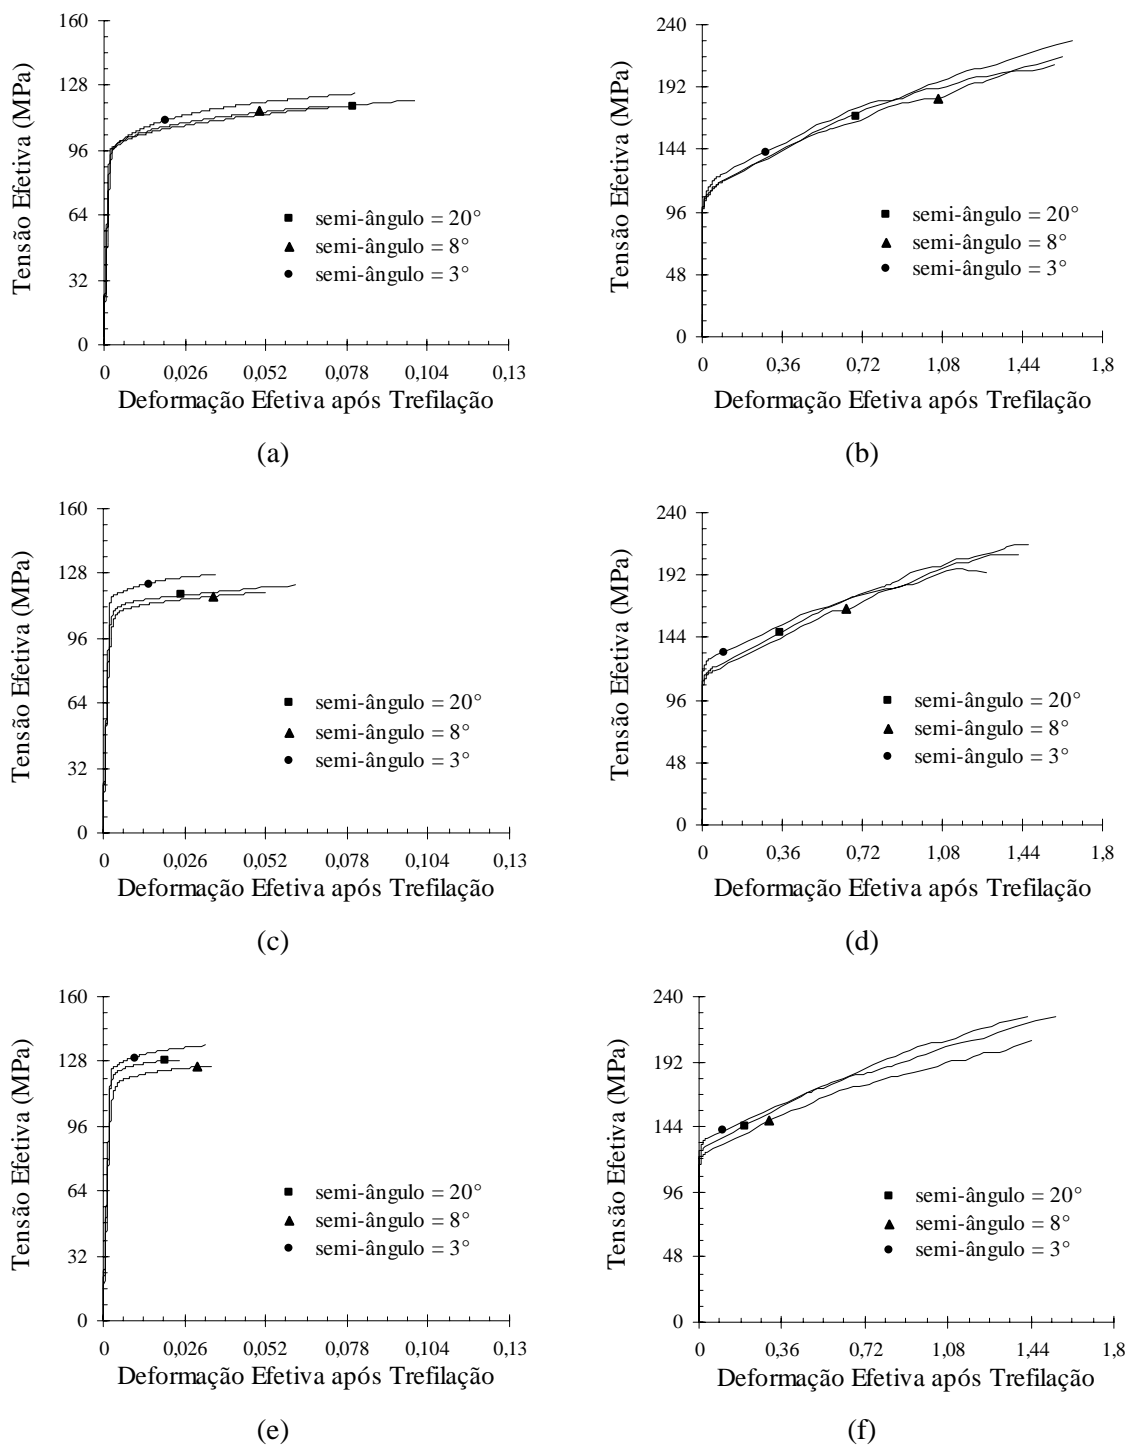 160
128
96
64
32
0
Tensão Efetiva (MPa)
semi-ângulo = 20°
semi-ângulo = 8°
semi-ângulo = 3°
0 0,026 0,052 0,078 0,104 0,13
Deformação Efetiva após Trefilação
(a)
240
192
144
96
48
0
Tensão Efetiva (MPa)
semi-ângulo = 20°
semi-ângulo = 8°
semi-ângulo = 3°
0 0,36 0,72 1,08 1,44 1,8
Deformação Efetiva após Trefilação
(b)
160
128
96
64
32
0
Tensão Efetiva (MPa)
semi-ângulo = 20°
semi-ângulo = 8°
semi-ângulo = 3°
0 0,026 0,052 0,078 0,104 0,13
Deformação Efetiva após Trefilação
(c)
240
192
144
96
48
0
Tensão Efetiva (MPa)
semi-ângulo = 20°
semi-ângulo = 8°
semi-ângulo = 3°
0 0,36 0,72 1,08 1,44 1,8
Deformação Efetiva após Trefilação
(d)
160
128
96
64
32
0
Tensão Efetiva (MPa)
semi-ângulo = 20°
semi-ângulo = 8°
semi-ângulo = 3°
0 0,026 0,052 0,078 0,104 0,13
Deformação Efetiva após Trefilação
(e)
240
192
144
96
48
0
Tensão Efetiva (MPa)
semi-ângulo = 20°
semi-ângulo = 8°
semi-ângulo = 3°
0 0,36 0,72 1,08 1,44 1,8
Deformação Efetiva após Trefilação
(f)